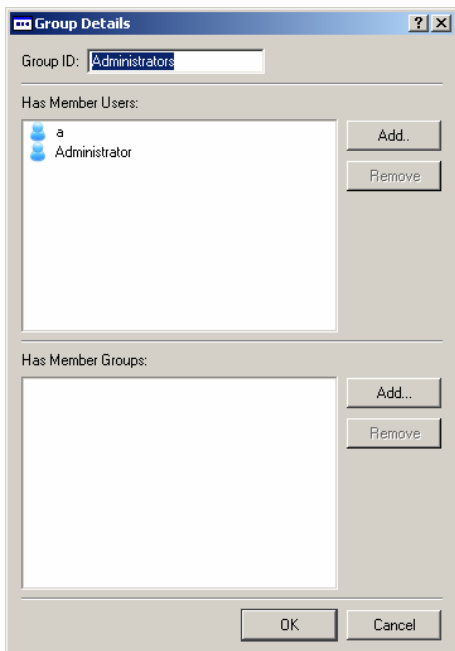 Group Details
Group ID: Administrators
Has Member Users:
a
Administrator
Add..
Remove
Has Member Groups:
Add...
Remove
OK
Cancel